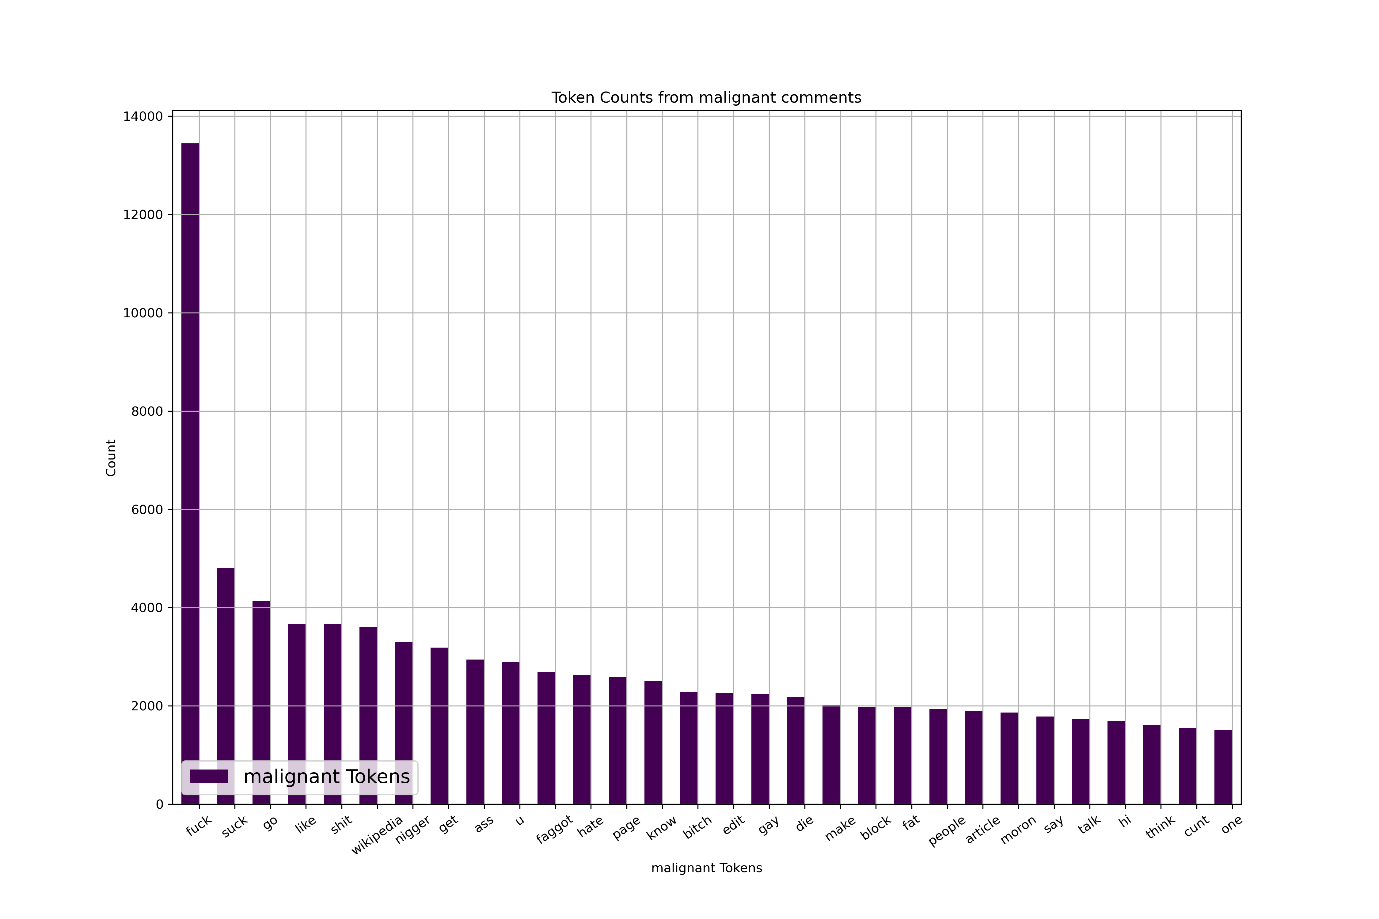 Token Counts from malignant comments
14000
12000
10000
8000
6000
4000
2000
0
Count
malignant Tokens
fuck suck go like shit wikipedia nigger get ass u faggot hate page know bitch edit gay die make block fat people article moron say talk hi think cunt one
malignant Tokens